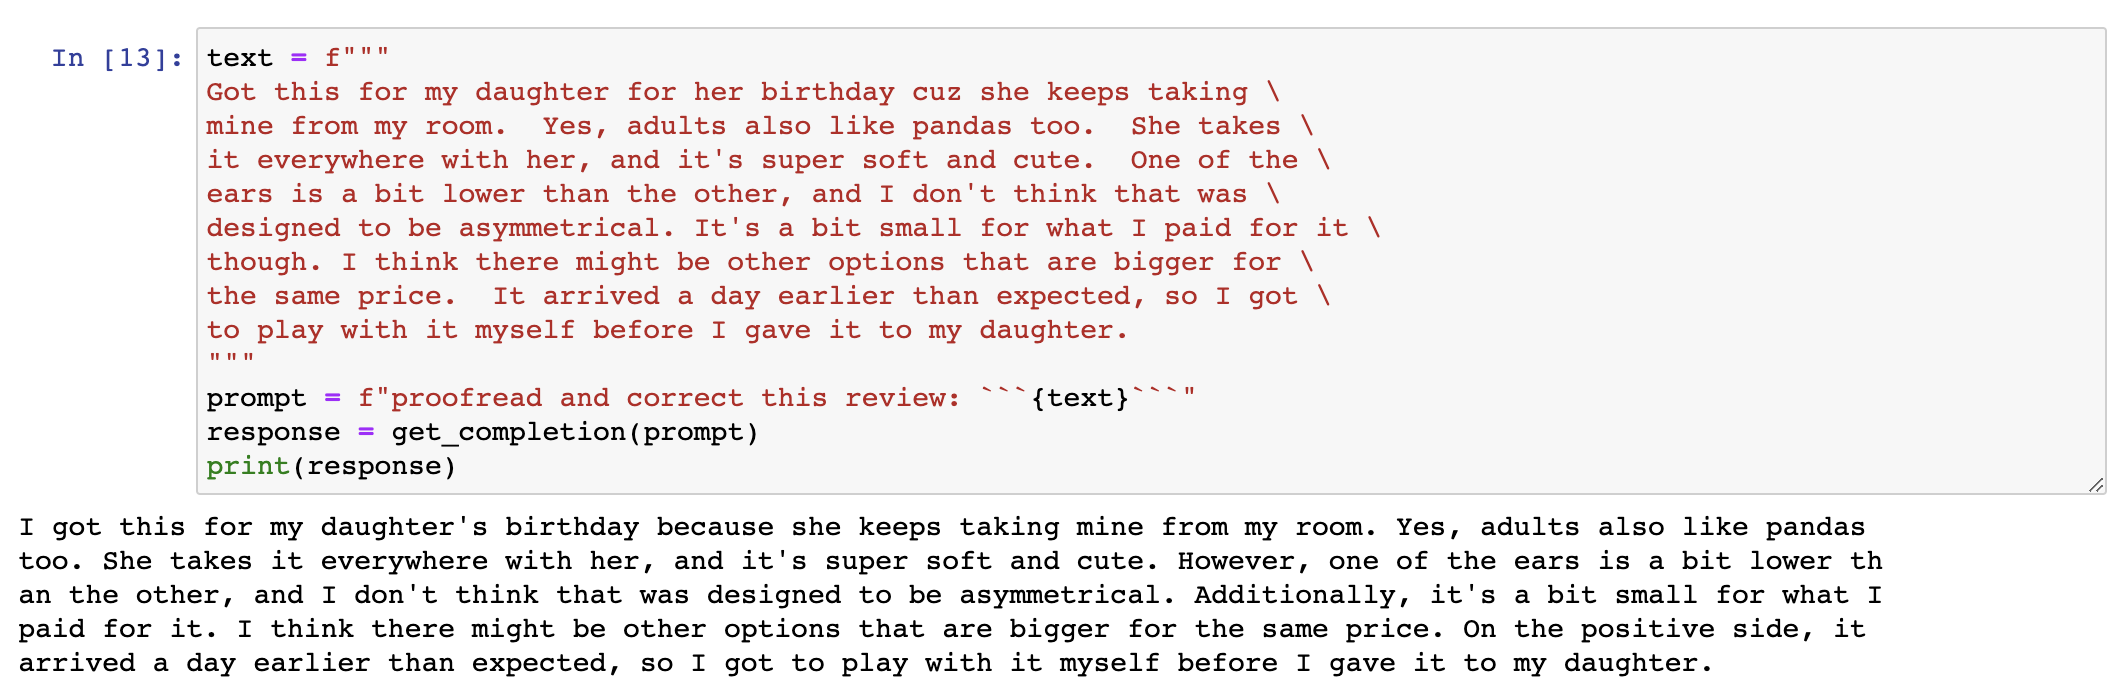 In [13]: text = f"""
Got this for my daughter for her birthday cuz she keeps taking \
mine from my room.  Yes, adults also like pandas too.  She takes \
it everywhere with her, and it's super soft and cute.  One of the \
ears is a bit lower than the other, and I don't think that was \
designed to be asymmetrical. It's a bit small for what I paid for it \
though. I think there might be other options that are bigger for \
the same price.  It arrived a day earlier than expected, so I got \
to play with it myself before I gave it to my daughter.
"""
prompt = f"proofread and correct this review: ```{text}```"
response = get_completion(prompt)
print(response)
I got this for my daughter's birthday because she keeps taking mine from my room. Yes, adults also like pandas
too. She takes it everywhere with her, and it's super soft and cute. However, one of the ears is a bit lower th
an the other, and I don't think that was designed to be asymmetrical. Additionally, it's a bit small for what I
paid for it. I think there might be other options that are bigger for the same price. On the positive side, it
arrived a day earlier than expected, so I got to play with it myself before I gave it to my daughter.